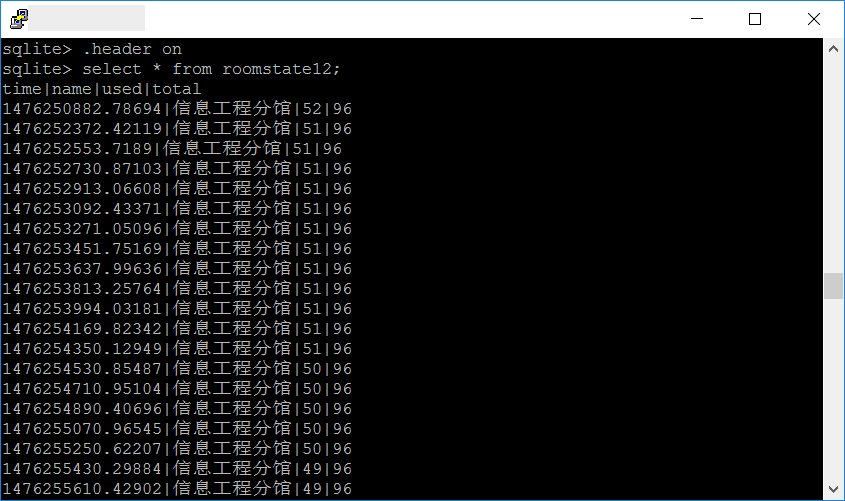 sqlite> .header on
sqlite> select * from roomstate12;
time|name|used|total
1476250882.78694|信息工程分馆|52|96
1476252372.42119|信息工程分馆|51|96
1476252553.7189|信息工程分馆|51|96
1476252730.87103|信息工程分馆|51|96
1476252913.06608|信息工程分馆|51|96
1476253092.43371|信息工程分馆|51|96
1476253271.05096|信息工程分馆|51|96
1476253451.75169|信息工程分馆|51|96
1476253637.99636|信息工程分馆|51|96
1476253813.25764|信息工程分馆|51|96
1476253994.03181|信息工程分馆|51|96
1476254169.82342|信息工程分馆|51|96
1476254350.12949|信息工程分馆|51|96
1476254530.85487|信息工程分馆|50|96
1476254710.95104|信息工程分馆|50|96
1476254890.40696|信息工程分馆|50|96
1476255070.96545|信息工程分馆|50|96
1476255250.62207|信息工程分馆|50|96
1476255430.29884|信息工程分馆|49|96
1476255610.42902|信息工程分馆|49|96